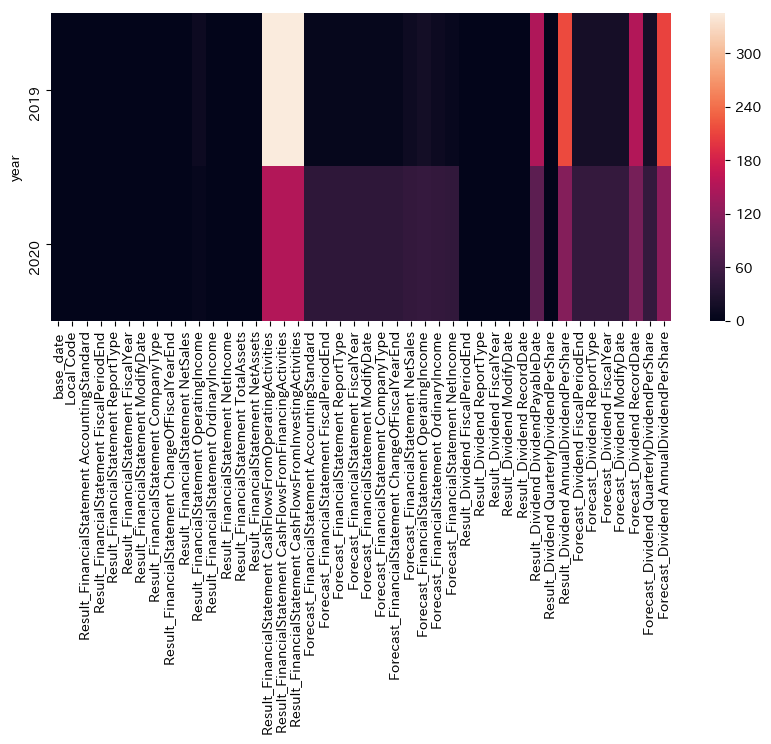 year
2019
2020
300
240
180
120
60
0
base_date
Local Code
Result_FinancialStatement AccountingStandard
Result_FinancialStatement FiscalPeriodEnd
Result_FinancialStatement ReportType
Result_FinancialStatement FiscalYear
Result_FinancialStatement ModifyDate
Result_FinancialStatement CompanyType
Result_FinancialStatement ChangeOfFiscalYearEnd
Result_FinancialStatement NetSales
Result_FinancialStatement OperatingIncome
Result_FinancialStatement OrdinaryIncome
Result_FinancialStatement NetIncome
Result_FinancialStatement TotalAssets
Result_FinancialStatement NetAssets
Result_FinancialStatement CashFlowsFromOperatingActivities
Result_FinancialStatement CashFlowsFromFinancingActivities
Result_FinancialStatement CashFlowsFromInvestingActivities
Forecast_FinancialStatement AccountingStandard
Forecast_FinancialStatement FiscalPeriodEnd
Forecast_FinancialStatement ReportType
Forecast_FinancialStatement FiscalYear
Forecast_FinancialStatement ModifyDate
Forecast_FinancialStatement CompanyType
Forecast_FinancialStatement ChangeOfFiscalYearEnd
Forecast_FinancialStatement NetSales
Forecast_FinancialStatement OperatingIncome
Forecast_FinancialStatement OrdinaryIncome
Forecast_FinancialStatement NetIncome
Result_Dividend FiscalPeriodEnd
Result_Dividend ReportType
Result_Dividend FiscalYear
Result_Dividend ModifyDate
Result_Dividend RecordDate
Result_Dividend DividendPayableDate
Result_Dividend QuarterlyDividendPerShare
Result_Dividend AnnualDividendPerShare
Forecast_Dividend FiscalPeriodEnd
Forecast_Dividend ReportType
Forecast_Dividend FiscalYear
Forecast_Dividend ModifyDate
Forecast_Dividend RecordDate
Forecast_Dividend QuarterlyDividendPerShare
Forecast_Dividend AnnualDividendPerShare